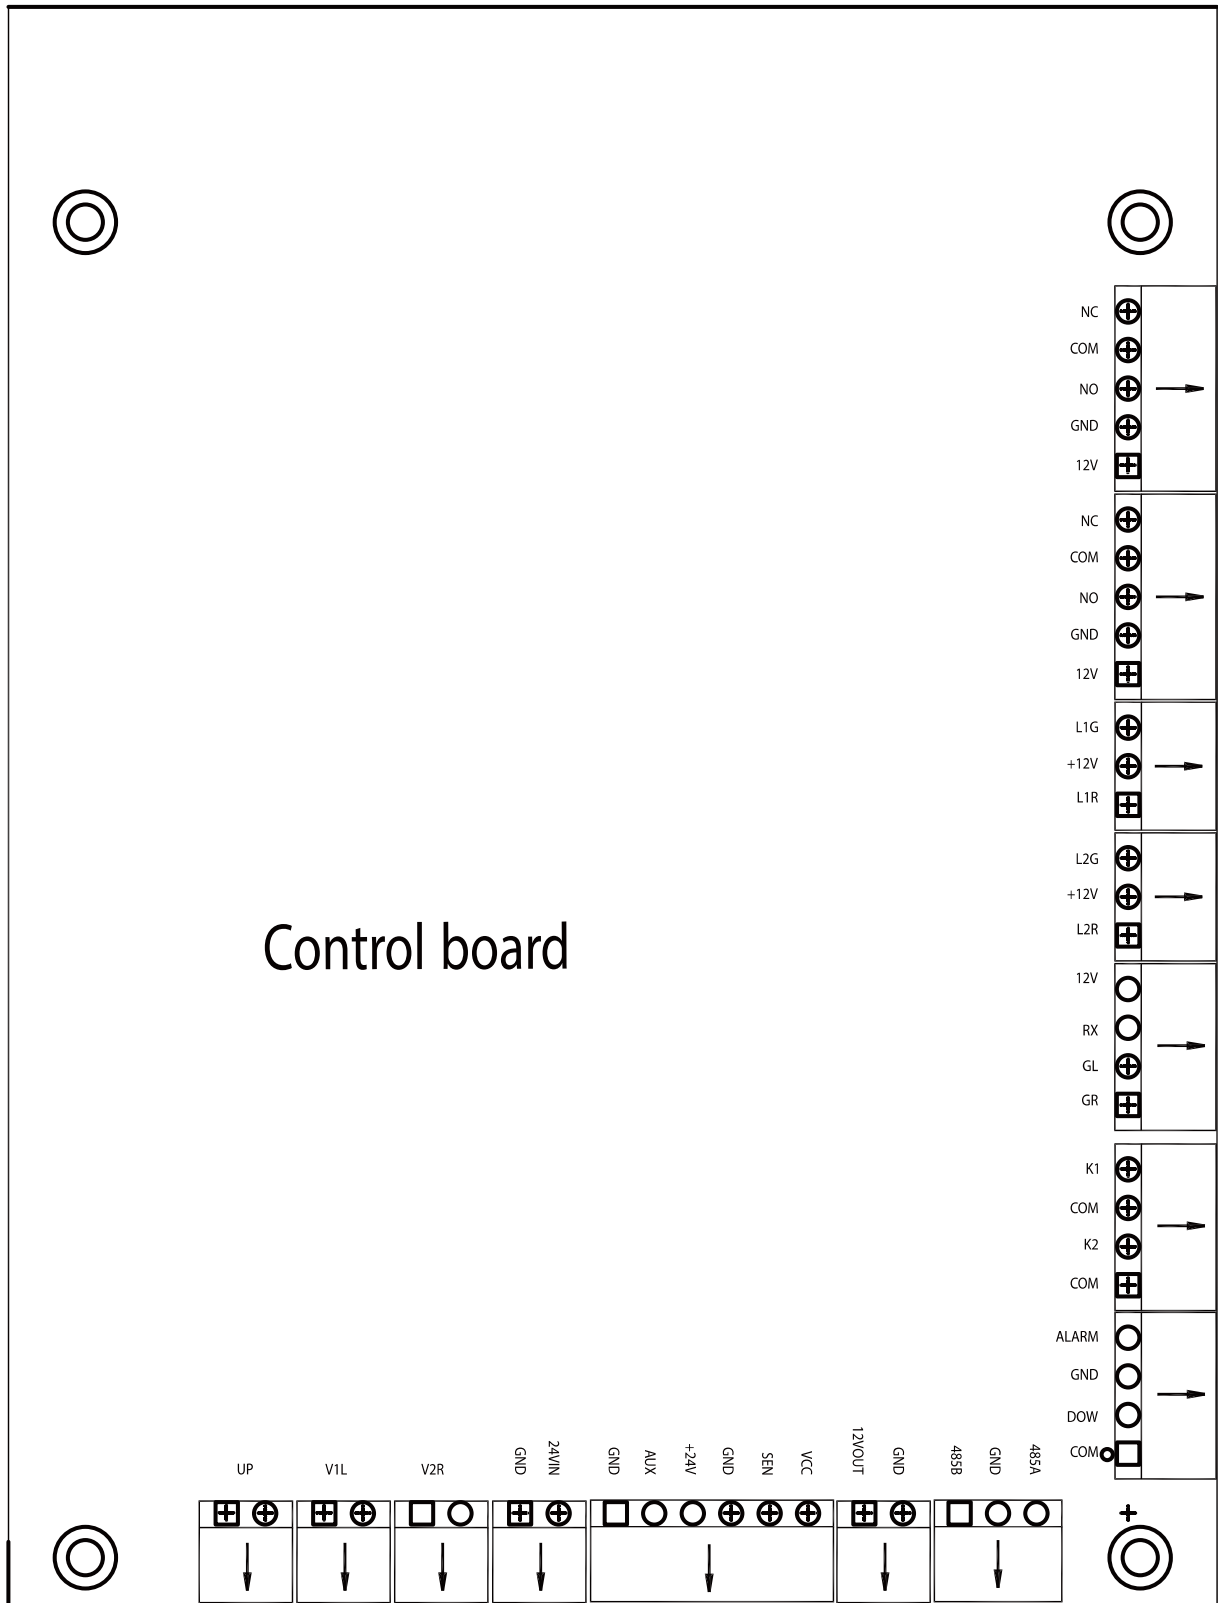 NC
COM
NO
GND
12V
NC
COM
NO
GND
12V
L1G
+12V
L1R
L2G
+12V
L2R
Control board
12V
RX
GL
GR
K1
COM
K2
COM
ALARM
GND
DOW
COM
UP
V1L
V2R
GND
24VIN
GND
AUX
+24V
GND
SEN
VCC
12VOUT
GND
485B
GND
485A